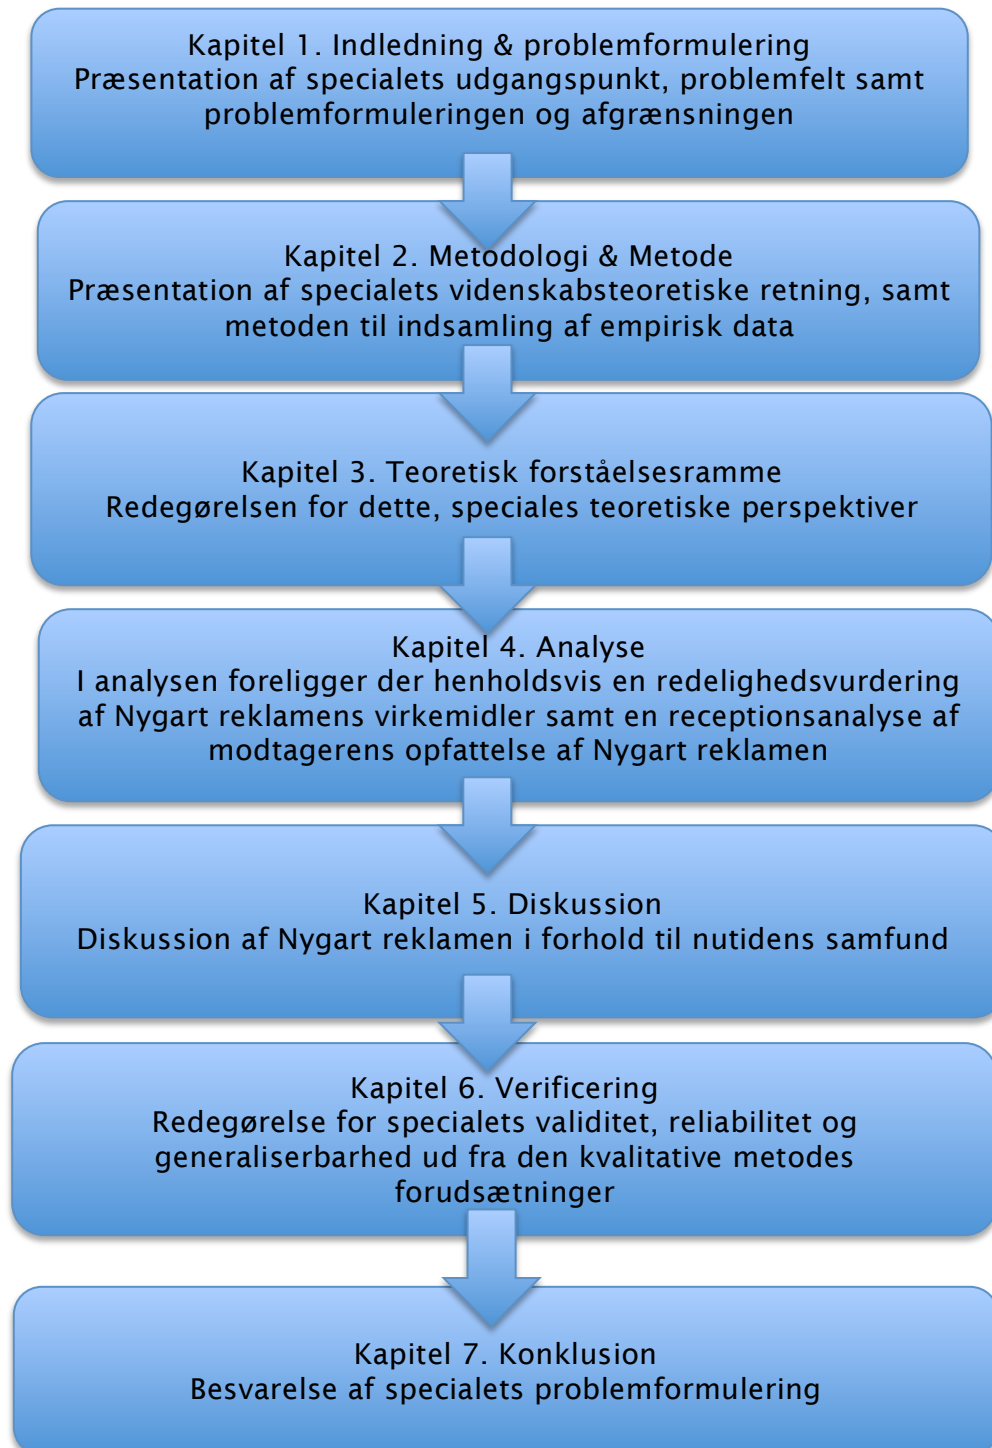 Kapitel 1. Indledning & problemformulering
Præsentation af specialets udgangspunkt, problemfelt samt
problemformuleringen og afgrænsningen
Kapitel 2. Metodologi & Metode
Præsentation af specialets videnskabsteoretiske retning, samt
metoden til indsamling af empirisk data
Kapitel 3. Teoretisk forståelsesramme
Redegørelsen for dette, speciales teoretiske perspektiver
Kapitel 4. Analyse
I analysen foreligger der henholdsvis en redelighedsvurdering
af Nygart reklamens virkemidler samt en receptionsanalyse af
modtagerens opfattelse af Nygart reklamen
Kapitel 5. Diskussion
Diskussion af Nygart reklamen i forhold til nutidens samfund
Kapitel 6. Verificering
Redegørelse for specialets validitet, reliabilitet og
generaliserbarhed ud fra den kvalitative metodes
forudsætninger
Kapitel 7. Konklusion
Besvarelse af specialets problemformulering